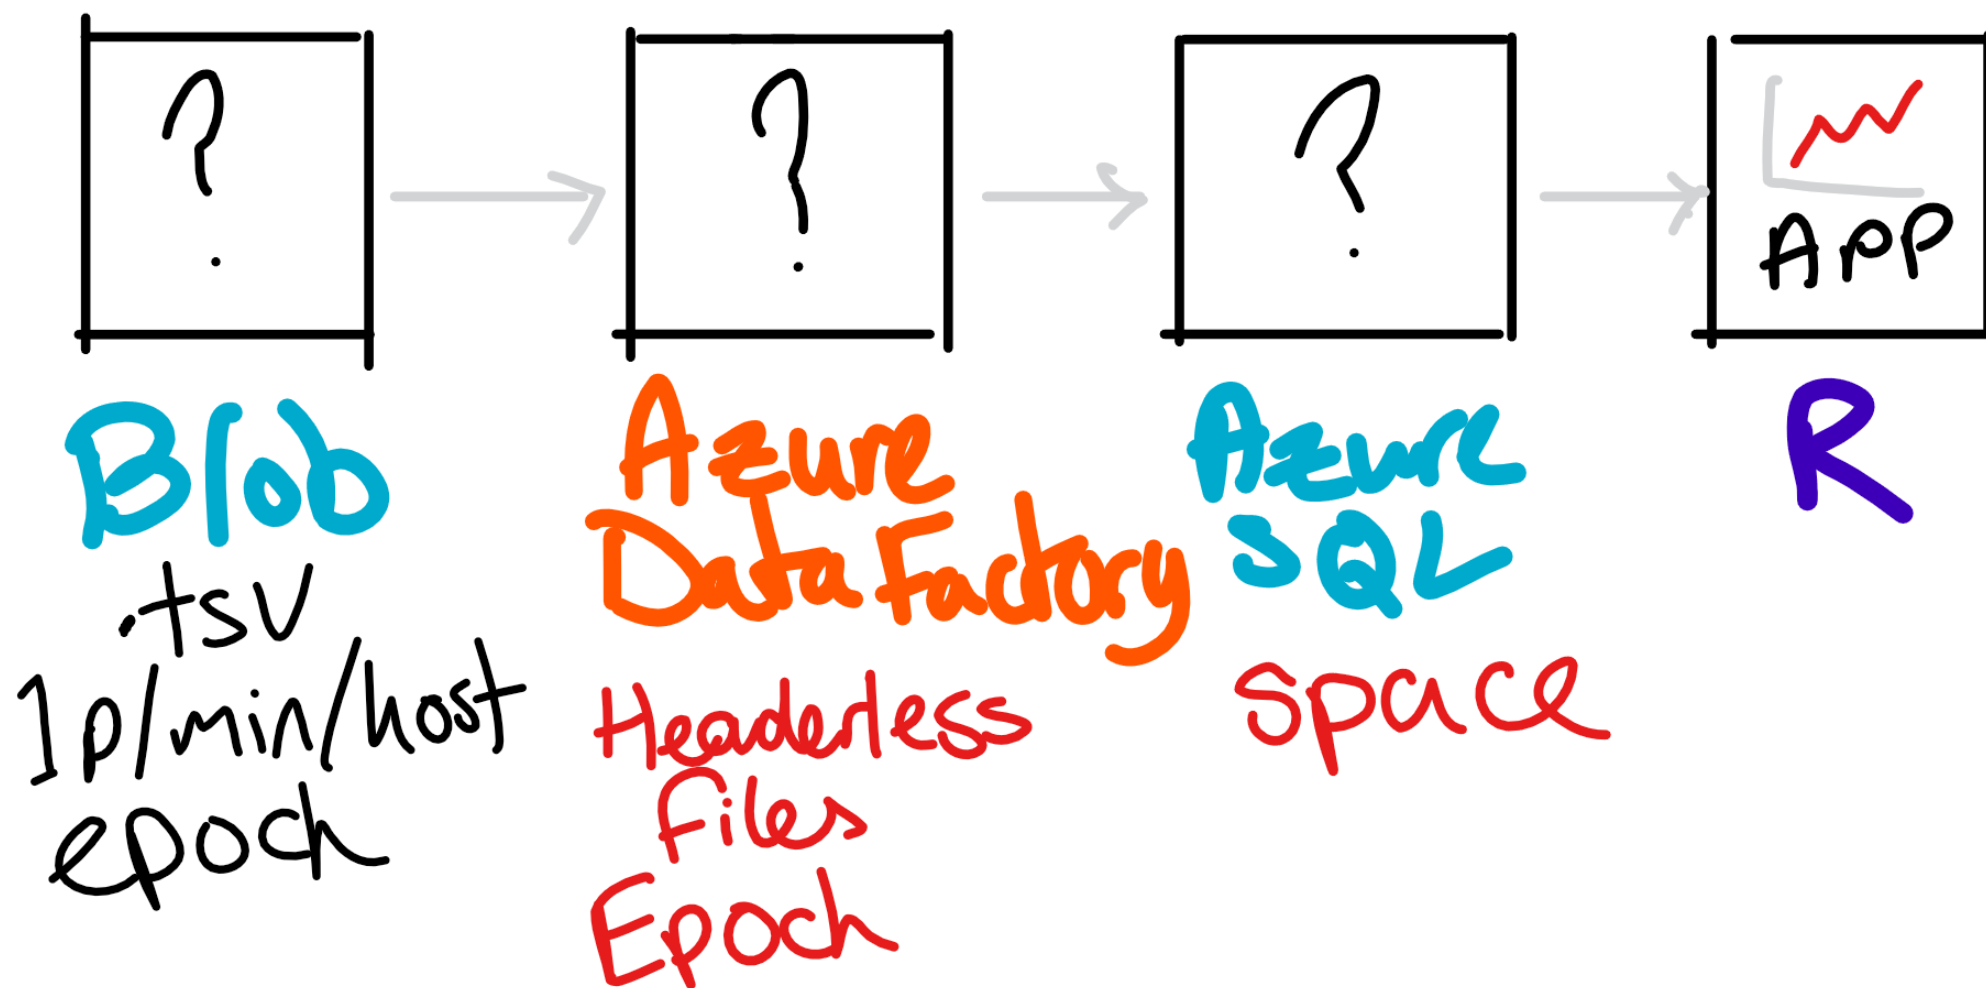 ?
?
?
APP
Blob
.tsv
1p/min/host
epoch
Azure
Data Factory
Headerless
files
Epoch
Azure
SQL
space
R